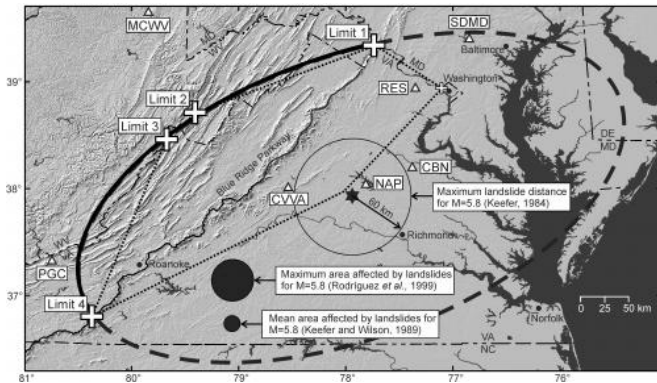 MCWV
Limit 1
SDMD
MD
WV
MD
VA
Baltimore
39°
Washington
RES
Limit 2
Limit 3
DE
MD
Blue Ridge Parkway
CBN
NAP
38°
CVVA
Maximum landslide distance
for M=5.8 (Keefer, 1984)
60 km
Richmond
WV
PGC
Roanoke
Maximum area affected by landslides
for M=5.8 (Rodríguez et al., 1999)
Limit 4
37°
Mean area affected by landslides for
M=5.8 (Keefer and Wilson, 1989)
0 25 50
km
Norfolk
VA
NC
81°
80°
79°
78°
77°
76°